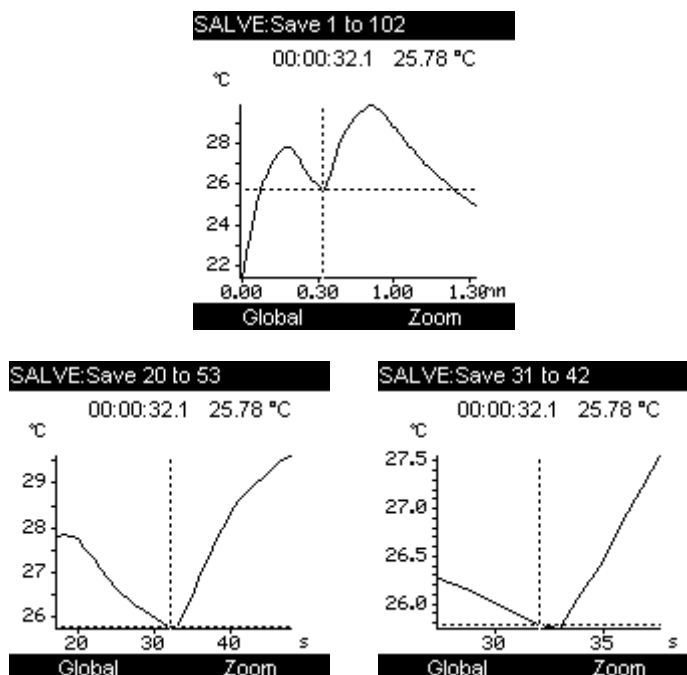 SALVE:Save 1 to 102
00:00:32.1 25.78 °C
°C
28
26
24
22
0.00 0.30 1.00 1.30mn
Global Zoom
SALVE:Save 20 to 53
00:00:32.1 25.78 °C
°C
29
28
27
26
20 30 40 s
Global Zoom
SALVE:Save 31 to 42
00:00:32.1 25.78 °C
°C
27.5
27.0
26.5
26.0
30 35 s
Global Zoom